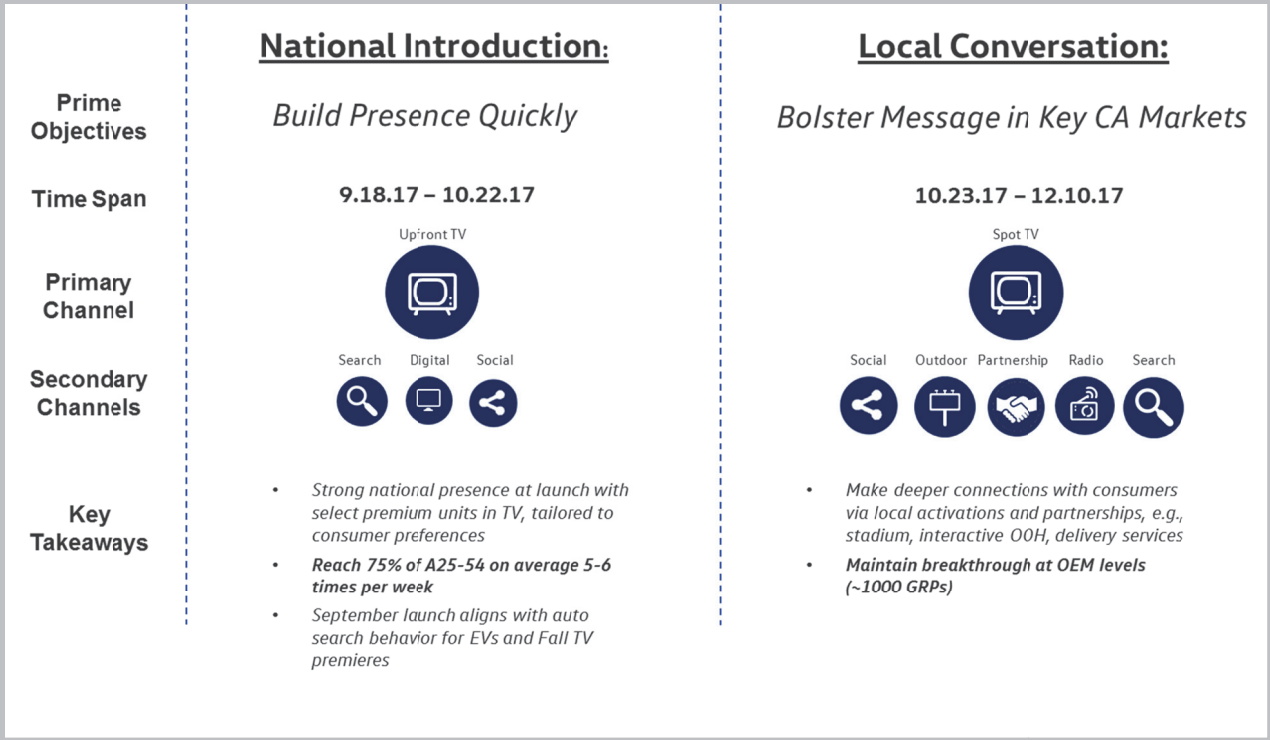 National Introduction:
Local Conversation:
Prime
Objectives
Build Presence Quickly
Bolster Message in Key CA Markets
Time Span
9.18.17 – 10.22.17
10.23.17 – 12.10.17
Primary
Channel
Upfront TV
Spot TV
Secondary
Channels
Search Digital Social
Social Outdoor Partnership Radio Search
Key
Takeaways
• Strong national presence at launch with
select premium units in TV, tailored to
consumer preferences
• Reach 75% of A25-54 on average 5-6
times per week
• September launch aligns with auto
search behavior for EVs and Fall TV
premieres
• Make deeper connections with consumers
via local activations and partnerships, e.g.,
stadium, interactive OOH, delivery services
• Maintain breakthrough at OEM levels
(~1000 GRPs)